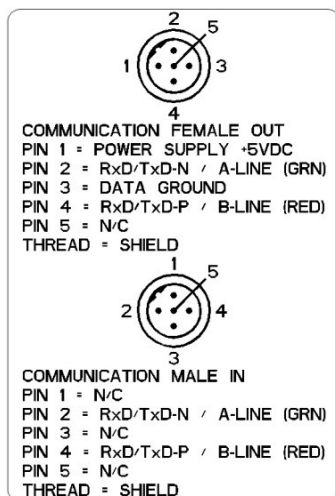 2
5
1
3
4
COMMUNICATION FEMALE OUT
PIN 1 = POWER SUPPLY +5VDC
PIN 2 = RxD/TxD-N / A-LINE (GRN)
PIN 3 = DATA GROUND
PIN 4 = RxD/TxD-P / B-LINE (RED)
PIN 5 = N/C
THREAD = SHIELD
1
5
2
4
3
COMMUNICATION MALE IN
PIN 1 = N/C
PIN 2 = RxD/TxD-N / A-LINE (GRN)
PIN 3 = N/C
PIN 4 = RxD/TxD-P / B-LINE (RED)
PIN 5 = N/C
THREAD = SHIELD